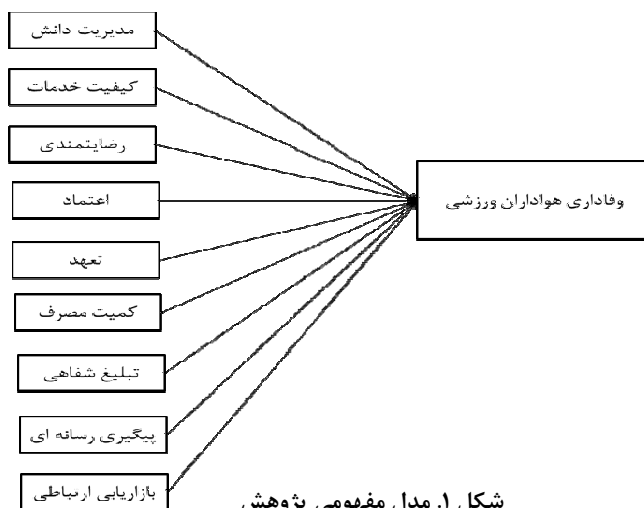 مدیریت دانش
کیفیت خدمات
رضایتمندی
اعتماد
تعهد
کمیت مصرف
تبلیغ شفاهی
پیگیری رسانه ای
بازاریابی ارتباطی
وفاداری هواداران ورزشی
شکل ۱. مدل مفهومی پژوهش